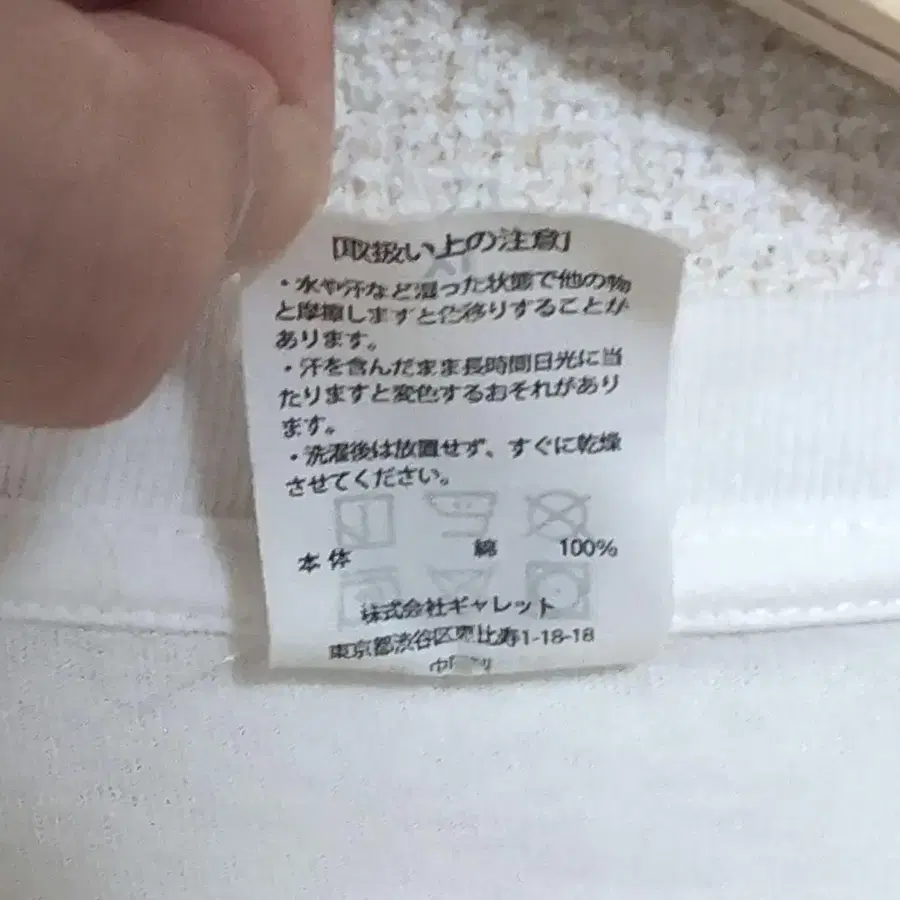 【取扱い上の注意】
・水や汗など湿った状態で他の物
と摩擦しますと色移りすることが
あります。
・汗を含んだまま長時間日光に当
たりますと変色するおそれがあり
ます。
・洗濯後は放置せず、すぐに乾燥
させてください。
本体 綿 100%
株式会社ギャレット
東京都渋谷区恵比寿1-18-18